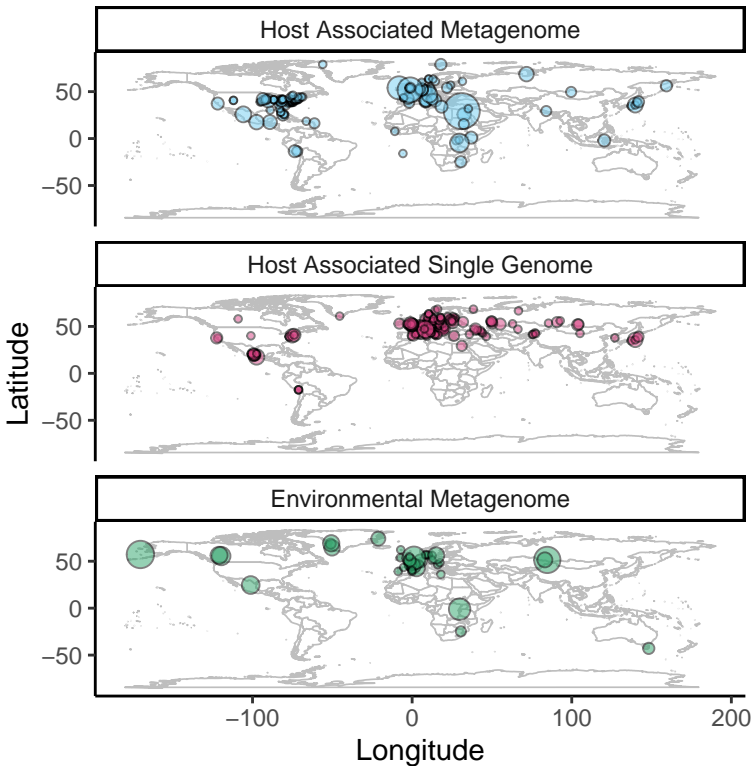 Host Associated Metagenome
50
0
−50
Host Associated Single Genome
50
0
−50
Latitude
Environmental Metagenome
50
0
−50
−100 0 100 200
Longitude